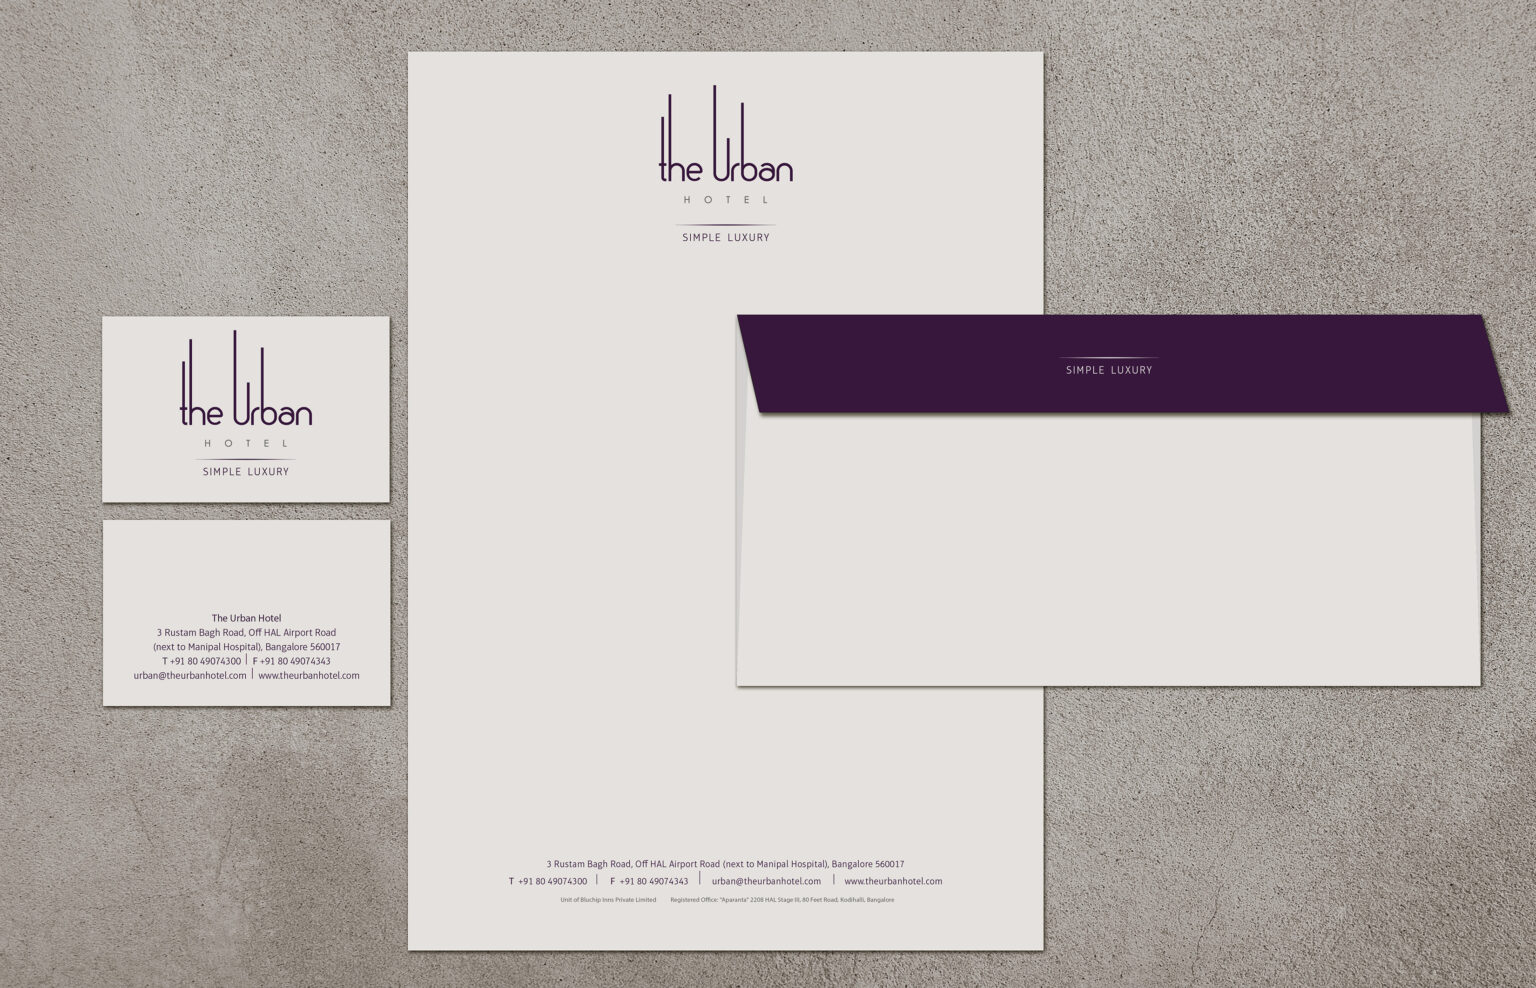 the Urban
HOTEL
SIMPLE LUXURY
the Urban
HOTEL
SIMPLE LUXURY
The Urban Hotel
3 Rustam Bagh Road, Off HAL Airport Road
(next to Manipal Hospital), Bangalore 560017
T +91 80 49074300 | F +91 80 49074343
urban@theurbanhotel.com | www.theurbanhotel.com
SIMPLE LUXURY
3 Rustam Bagh Road, Off HAL Airport Road (next to Manipal Hospital), Bangalore 560017
T +91 80 49074300 | F +91 80 49074343 | urban@theurbanhotel.com | www.theurbanhotel.com
Unit of Bluchip Inns Private Limited Registered Office: "Aparanta" 2208 HAL Stage III, 80 Feet Road, Kodihalli, Bangalore